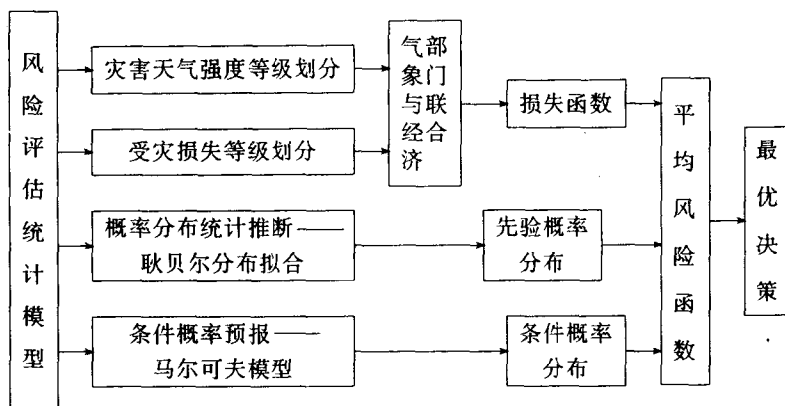 风险评估统计模型
灾害天气强度等级划分
受灾损失等级划分
概率分布统计推断——
耿贝尔分布拟合
条件概率预报——
马尔可夫模型
气象与经济
部门联合
损失函数
先验概率
分布
条件概率
分布
平均风险函数
最优决策